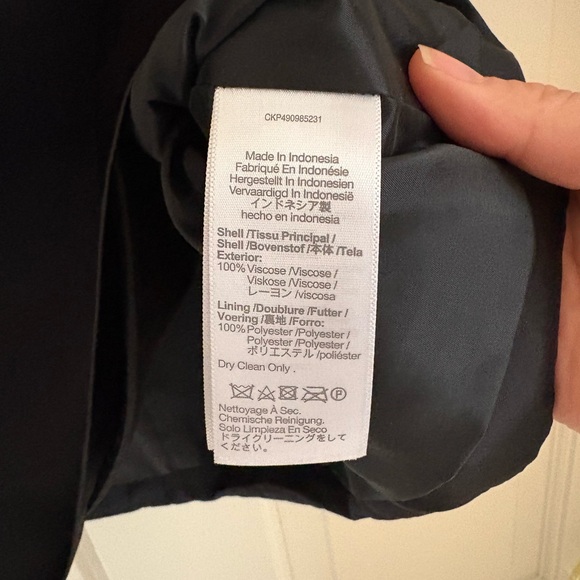 CKP490985231
Made In Indonesia
Fabriqué En Indonésie
Hergestellt In Indonesien
Vervaardigd In Indonesië
インドネシア製
hecho en indonesia
Shell /Tissu Principal /
Shell /Bovenstof /本体 /Tela
Exterior:
100% Viscose /Viscose /
Viskose /Viscose /
レーヨン /viscosa
Lining /Doublure /Futter /
Voering /裏地 /Forro:
100% Polyester /Polyester /
Polyester /Polyester /
ポリエステル /poliéster
Dry Clean Only .
P
Nettoyage À Sec.
Chemische Reinigung.
Solo Limpieza En Seco
ドライクリーニングをして
ください。